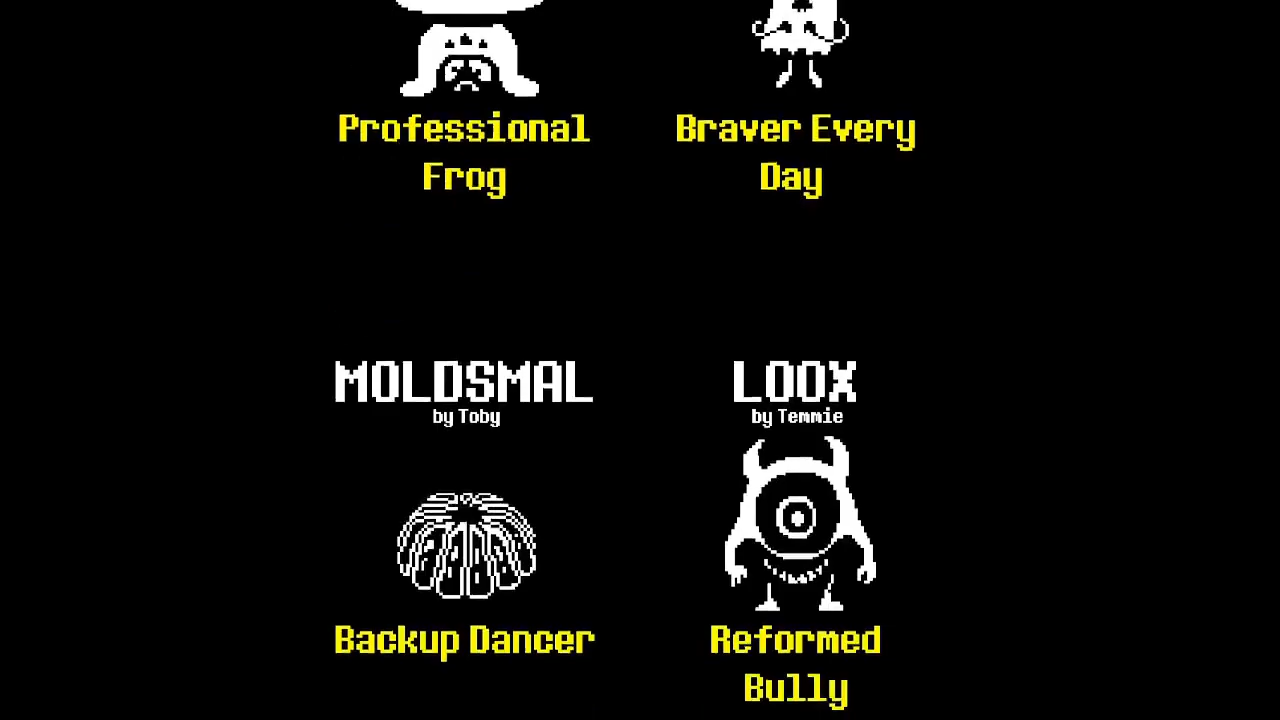 Professional
Frog
Braver Every
Day
MOLDSMAL
by Toby
LOOX
by Temmie
Backup Dancer
Reformed
Bully